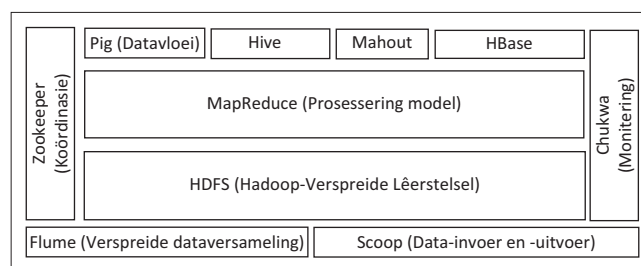 Zookeeper
(Koördinasie)
Pig (Datavloei)
Hive
Mahout
HBase
MapReduce (Prosessering model)
HDFS (Hadoop-Verspreide Lêerstelsel)
Chukwa
(Monitering)
Flume (Verspreide dataversameling)
Scoop (Data-invoer en -uitvoer)